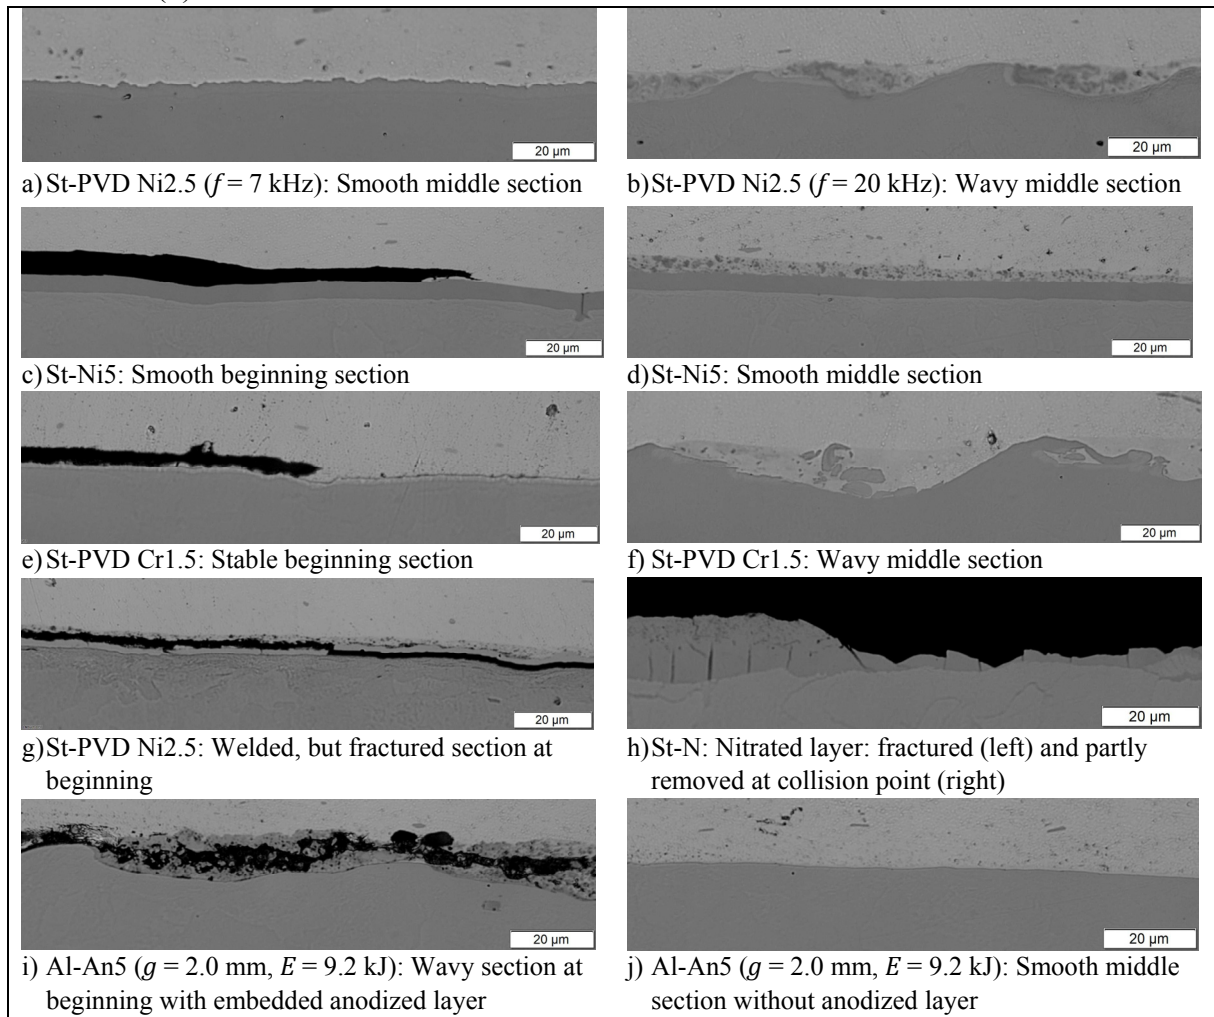 20 µm
20 µm
a) St-PVD Ni2.5 (f = 7 kHz): Smooth middle section
b) St-PVD Ni2.5 (f = 20 kHz): Wavy middle section
20 µm
20 µm
c) St-Ni5: Smooth beginning section
d) St-Ni5: Smooth middle section
20 µm
20 µm
e) St-PVD Cr1.5: Stable beginning section
f) St-PVD Cr1.5: Wavy middle section
20 µm
20 µm
g) St-PVD Ni2.5: Welded, but fractured section at
beginning
h) St-N: Nitrated layer: fractured (left) and partly
removed at collision point (right)
20 µm
20 µm
i) Al-An5 (g = 2.0 mm, E = 9.2 kJ): Wavy section at
beginning with embedded anodized layer
j) Al-An5 (g = 2.0 mm, E = 9.2 kJ): Smooth middle
section without anodized layer